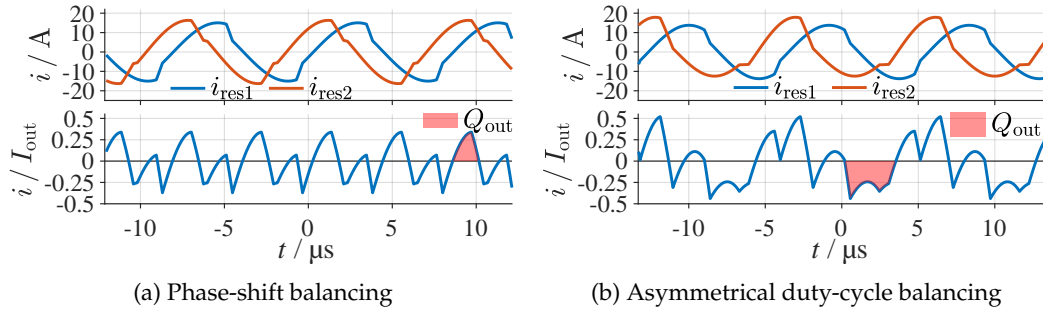 20
10
0
-10
-20
i / A
i_res1 i_res2
0.5
0.25
0
-0.25
-0.5
i / I_out
Q_out
-10 -5 0 5 10
t / µs
(a) Phase-shift balancing
20
10
0
-10
-20
i / A
i_res1 i_res2
0.5
0.25
0
-0.25
-0.5
i / I_out
Q_out
-10 -5 0 5 10
t / µs
(b) Asymmetrical duty-cycle balancing